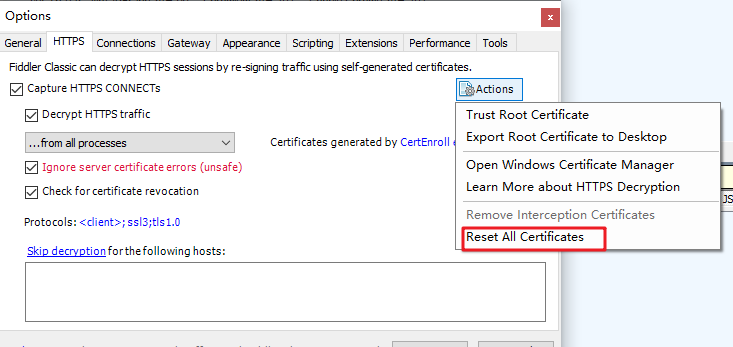 Options
General HTTPS Connections Gateway Appearance Scripting Extensions Performance Tools
Fiddler Classic can decrypt HTTPS sessions by re-signing traffic using self-generated certificates.
Capture HTTPS CONNECTs
Actions
Decrypt HTTPS traffic
...from all processes
Certificates generated by CertEnroll e
Ignore server certificate errors (unsafe)
Check for certificate revocation
Protocols: <client>;ssl3;tls1.0
Skip decryption for the following hosts:
Trust Root Certificate
Export Root Certificate to Desktop
Open Windows Certificate Manager
Learn More about HTTPS Decryption
Remove Interception Certificates
Reset All Certificates
JS